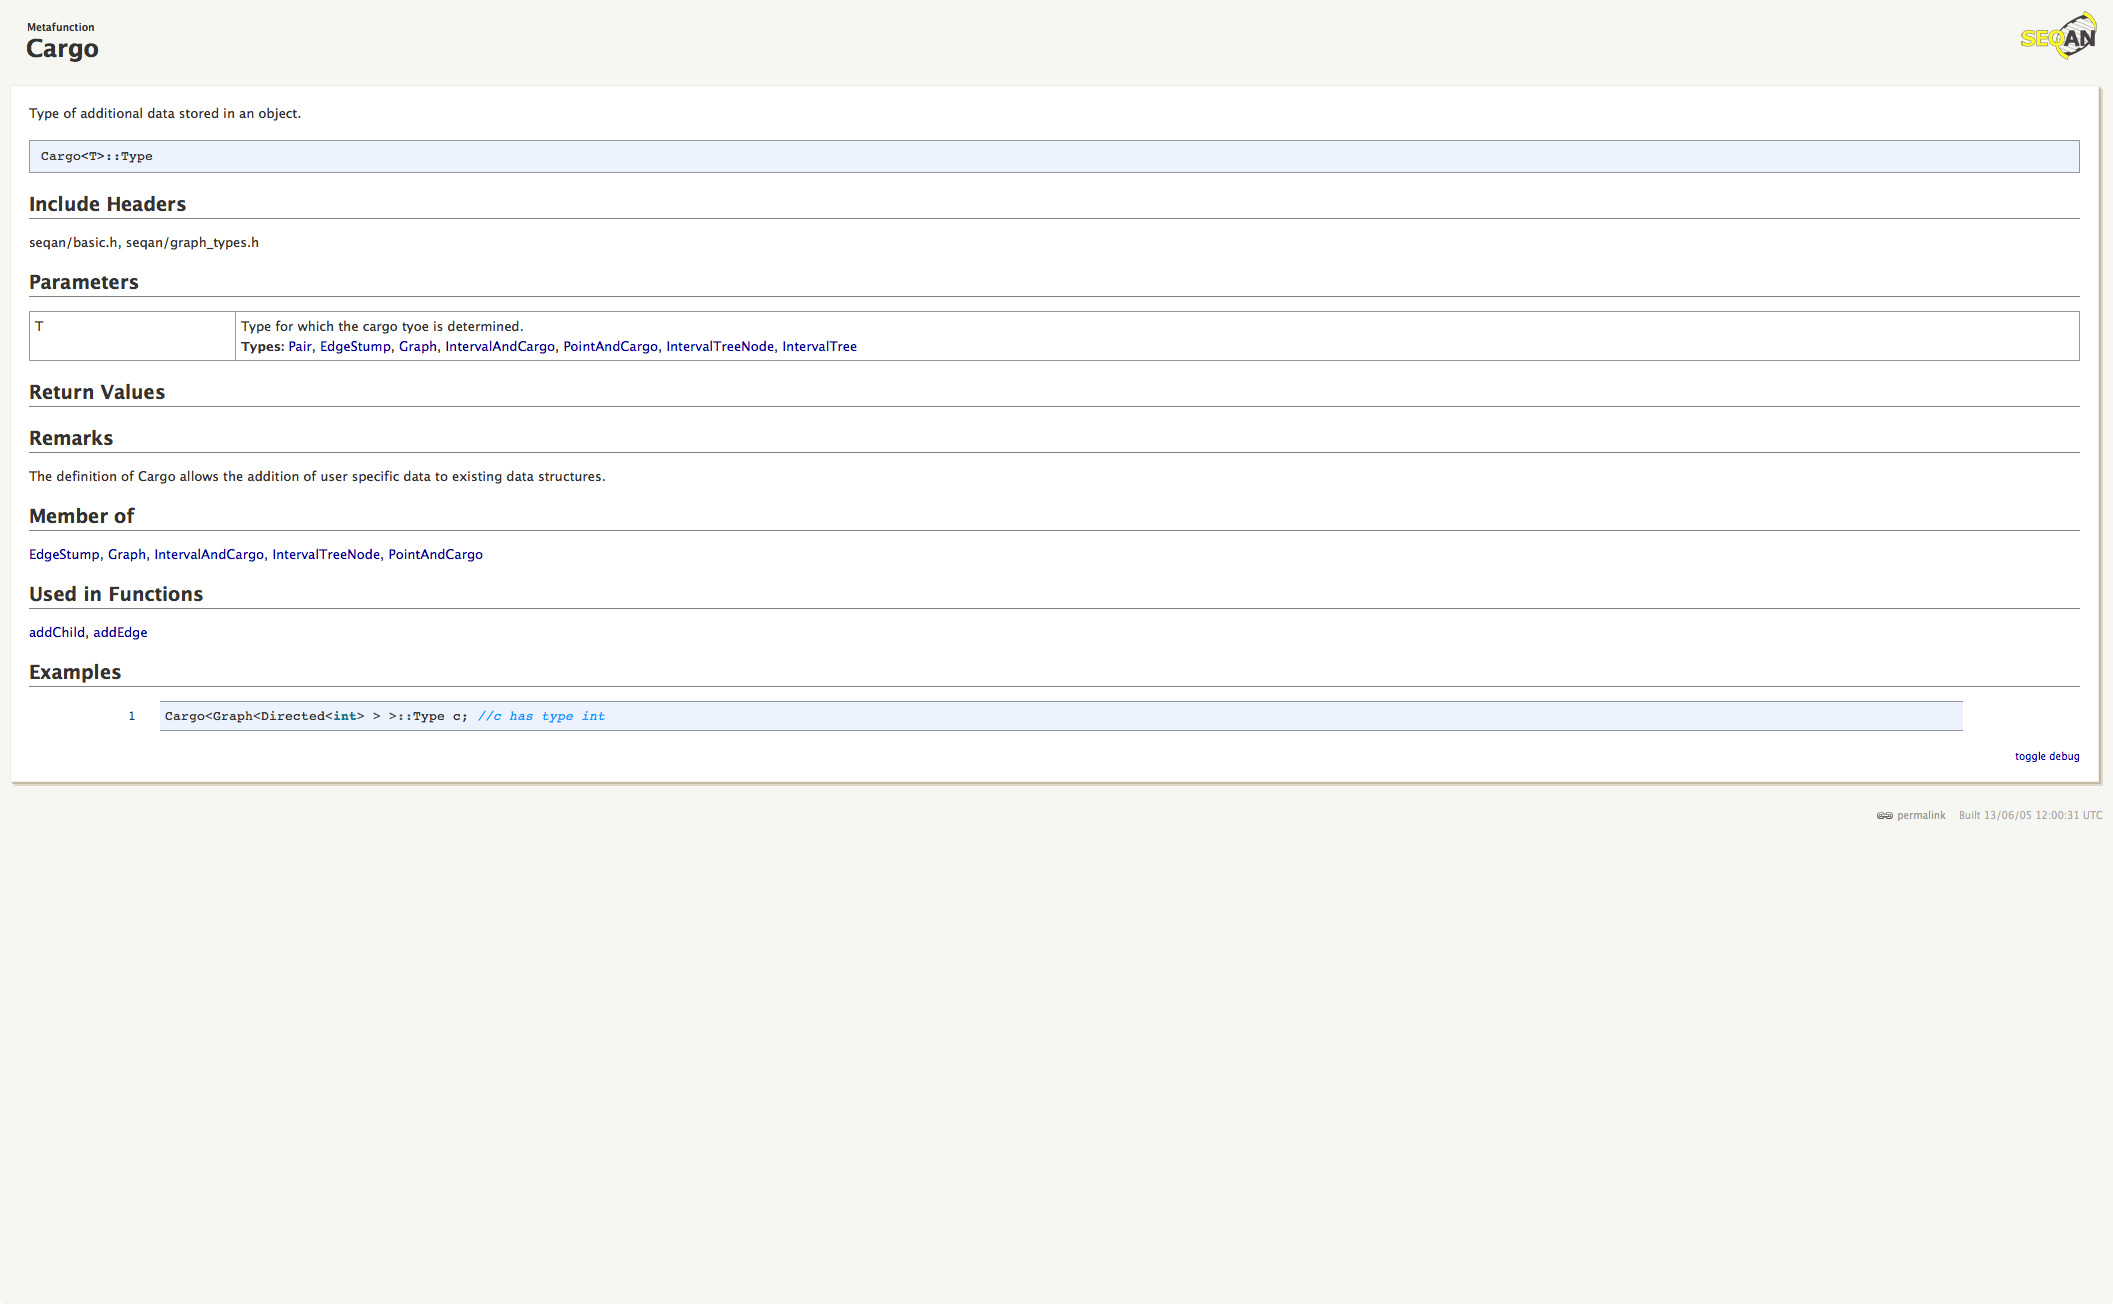 Metafunction
Cargo
SEQAN
Type of additional data stored in an object.
Cargo<T>::Type
Include Headers
seqan/basic.h, seqan/graph_types.h
Parameters
T
Type for which the cargo tyoe is determined.
Types: Pair, EdgeStump, Graph, IntervalAndCargo, PointAndCargo, IntervalTreeNode, IntervalTree
Return Values
Remarks
The definition of Cargo allows the addition of user specific data to existing data structures.
Member of
EdgeStump, Graph, IntervalAndCargo, IntervalTreeNode, PointAndCargo
Used in Functions
addChild, addEdge
Examples
1 Cargo<Graph<Directed<int> > >::Type c; //c has type int
toggle debug
permalink Built 13/06/05 12:00:31 UTC